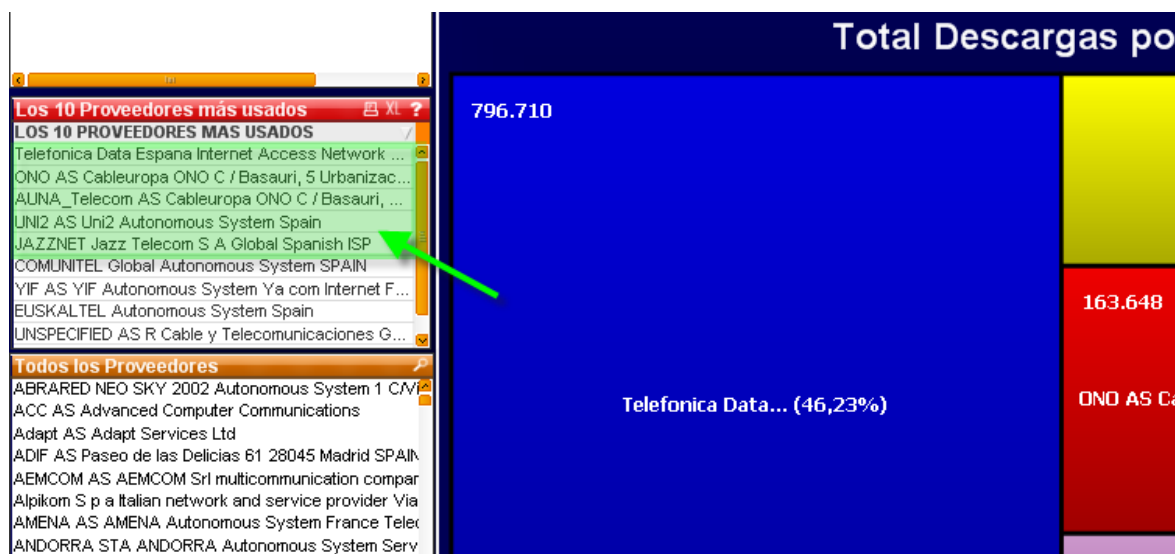 Total Descargas po
Los 10 Proveedores más usados XL ?
LOS 10 PROVEEDORES MAS USADOS
Telefonica Data Espana Internet Access Network ...
ONO AS Cableuropa ONO C / Basauri, 5 Urbanizac...
AUNA_Telecom AS Cableuropa ONO C / Basauri, ...
UNI2 AS Uni2 Autonomous System Spain
JAZZNET Jazz Telecom S A Global Spanish ISP
COMUNITEL Global Autonomous System SPAIN
YIF AS YIF Autonomous System Ya com Internet F...
EUSKALTEL Autonomous System Spain
UNSPECIFIED AS R Cable y Telecomunicaciones G...
Todos los Proveedores
ABRARED NEO SKY 2002 Autonomous System 1 C/Vi
ACC AS Advanced Computer Communications
Adapt AS Adapt Services Ltd
ADIF AS Paseo de las Delicias 61 28045 Madrid SPAIN
AEMCOM AS AEMCOM Srl multicommunication compar
Alpikom S p a Italian network and service provider Via
AMENA AS AMENA Autonomous System France Telec
ANDORRA STA ANDORRA Autonomous System Serv
796.710
Telefonica Data... (46,23%)
163.648
ONO AS Ca